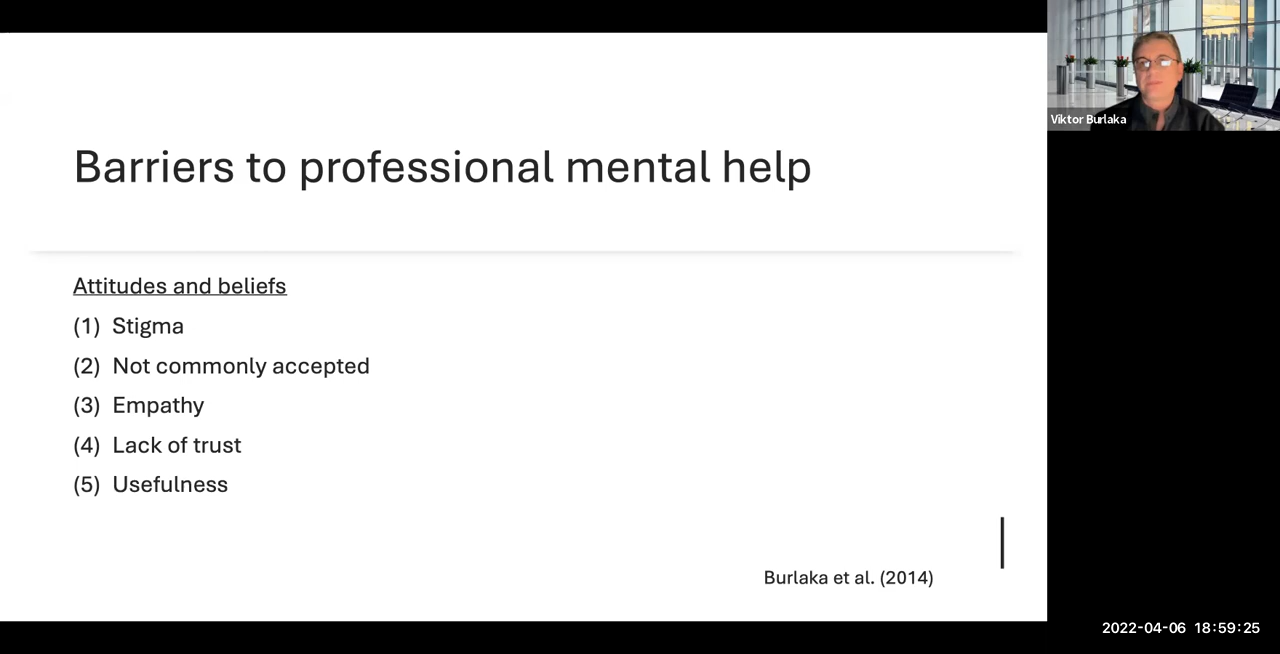 Barriers to professional mental help
Attitudes and beliefs
(1) Stigma
(2) Not commonly accepted
(3) Empathy
(4) Lack of trust
(5) Usefulness
Burlaka et al. (2014)
Viktor Burlaka
2022-04-06 18:59:25